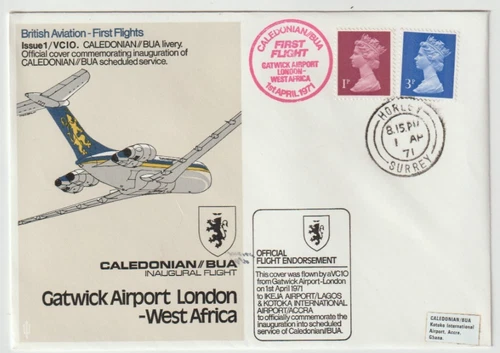 British Aviation - First Flights
Issue1/VC10. CALEDONIAN/BUA livery.
Official cover commemorating inauguration of
CALEDONIAN//BUA scheduled service.
CALEDONIAN/BUA
FIRST
FLIGHT
GATWICK AIRPORT
LONDON-
WEST AFRICA
1st APRIL 1971
1P
3P
HORLEY
8.15 PM
1 AP
71
SURREY
CALEDONIAN//BUA
INAUGURAL FLIGHT
Gatwick Airport London
-West Africa
OFFICIAL
FLIGHT ENDORSEMENT
This cover was flown by a VC10
from Gatwick Airport-London
on 1st April 1971
to IKEJA AIRPORT/LAGOS
& KOTOKA INTERNATIONAL
AIRPORT/ACCRA
to officially commemorate the
inauguration into scheduled
service of Caledonian/BUA.
CALEDONIAN/BUA
Kotoka International
Airport. Accra.
Ghana.